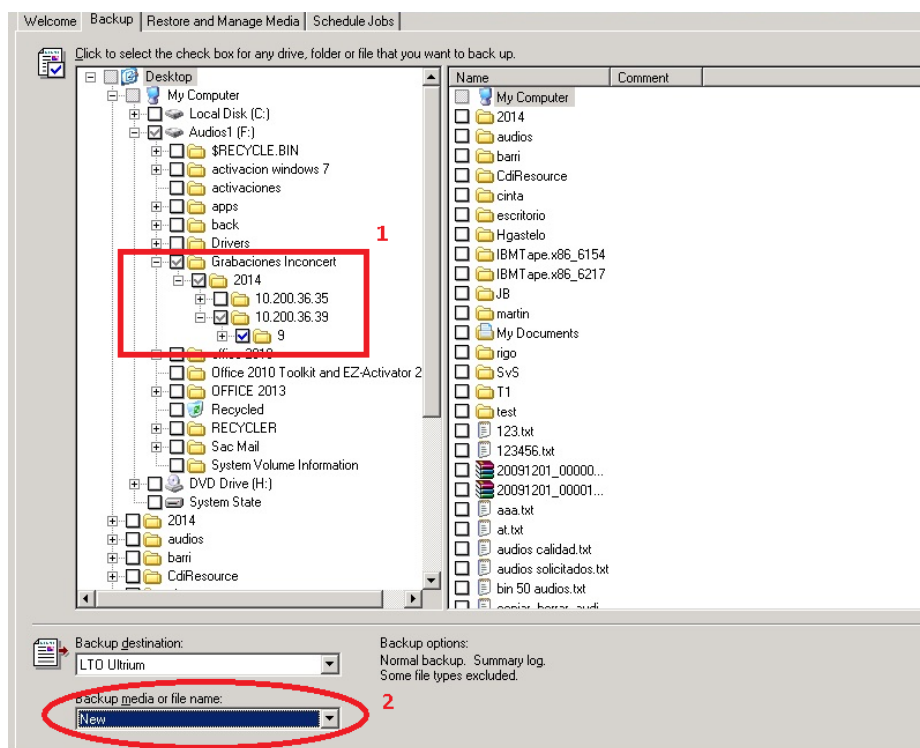 Welcome Backup Restore and Manage Media Schedule Jobs
Click to select the check box for any drive, folder or file that you want to back up.
Desktop
My Computer
Local Disk (C:)
Audios1 (F:)
$RECYCLE.BIN
activacion windows 7
activaciones
apps
back
Drivers
1
Grabaciones Inconcert
2014
10.200.36.35
10.200.36.39
9
office 2010
Office 2010 Toolkit and EZ-Activator 2
OFFICE 2013
Recycled
RECYCLER
Sac Mail
System Volume Information
DVD Drive (H:)
System State
2014
audios
barri
CdiResource
Name Comment
My Computer
2014
audios
barri
CdiResource
cinta
escritorio
Hgastelo
IBMTape.x86_6154
IBMTape.x86_6217
JB
martin
My Documents
rigo
SvS
T1
test
123.txt
123456.txt
20091201_00000...
20091201_00001...
aaa.txt
at.txt
audios calidad.txt
audios solicitados.txt
bin 50 audios.txt
Backup destination:
LTO Ultrium
Backup media or file name:
New
2
Backup options:
Normal backup. Summary log.
Some file types excluded.